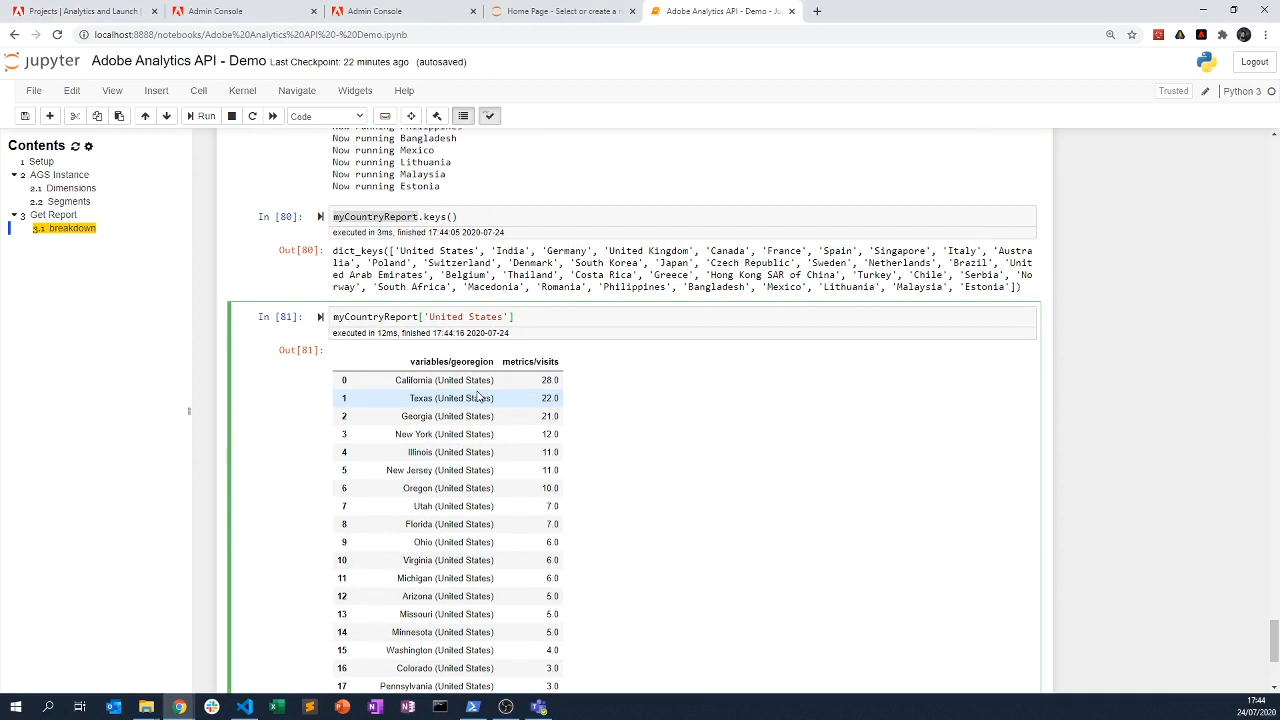 Projects | Analytics and Launch |
Admin Console
Admin Console
Home Page - Select or create a n
Adobe Analytics API - Demo - Ju
localhost:8888/notebooks/Adobe%20Analytics%20API%20-%20Demo.ipynb
jupyter Adobe Analytics API - Demo Last Checkpoint: 22 minutes ago (autosaved)
Logout
File Edit View Insert Cell Kernel Navigate Widgets Help
Trusted
Python 3
Run
Code
Contents
1 Setup
2 AGS Instance
2.1 Dimensions
2.2 Segments
3 Get Report
3.1 breakdown
Now running Philippines
Now running Bangladesh
Now running Mexico
Now running Lithuania
Now running Malaysia
Now running Estonia
In [80]: myCountryReport.keys()
executed in 3ms, finished 17:44:05 2020-07-24
Out[80]: dict_keys(['United States', 'India', 'Germany', 'United Kingdom', 'Canada', 'France', 'Spain', 'Singapore', 'Italy', 'Austra
lia', 'Poland', 'Switzerland', 'Denmark', 'South Korea', 'Japan', 'Czech Republic', 'Sweden', 'Netherlands', 'Brazil', 'Unit
ed Arab Emirates', 'Belgium', 'Thailand', 'Costa Rica', 'Greece', 'Hong Kong SAR of China', 'Turkey', 'Chile', 'Serbia', 'No
rway', 'South Africa', 'Macedonia', 'Romania', 'Philippines', 'Bangladesh', 'Mexico', 'Lithuania', 'Malaysia', 'Estonia'])
In [81]: myCountryReport['United States']
executed in 12ms, finished 17:44:16 2020-07-24
Out[81]:
variables/georegion metrics/visits
0 California (United States) 28.0
1 Texas (United States) 22.0
2 Georgia (United States) 21.0
3 New York (United States) 12.0
4 Illinois (United States) 11.0
5 New Jersey (United States) 11.0
6 Oregon (United States) 10.0
7 Utah (United States) 7.0
8 Florida (United States) 7.0
9 Ohio (United States) 6.0
10 Virginia (United States) 6.0
11 Michigan (United States) 6.0
12 Arizona (United States) 5.0
13 Missouri (United States) 5.0
14 Minnesota (United States) 5.0
15 Washington (United States) 4.0
16 Colorado (United States) 3.0
17 Pennsylvania (United States) 3.0
17:44
24/07/2020